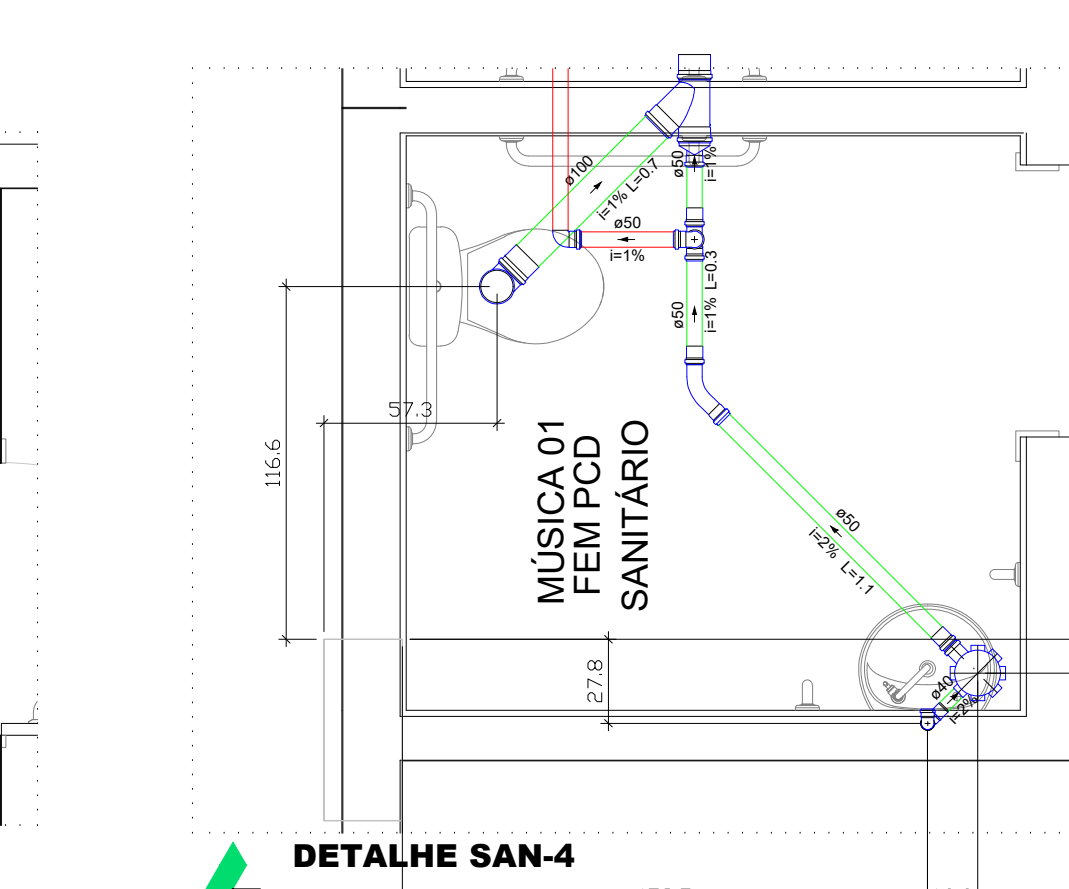 ø50
i=1%
ø100
i=1% L=0.7
ø50
i=1%
ø50
i=1% L=0.3
57.3
116.6
MÚSICA 01
FEM PCD
SANITÁRIO
ø50
i=2% L=1.1
27.8
ø40
i=2%
DETALHE SAN-4